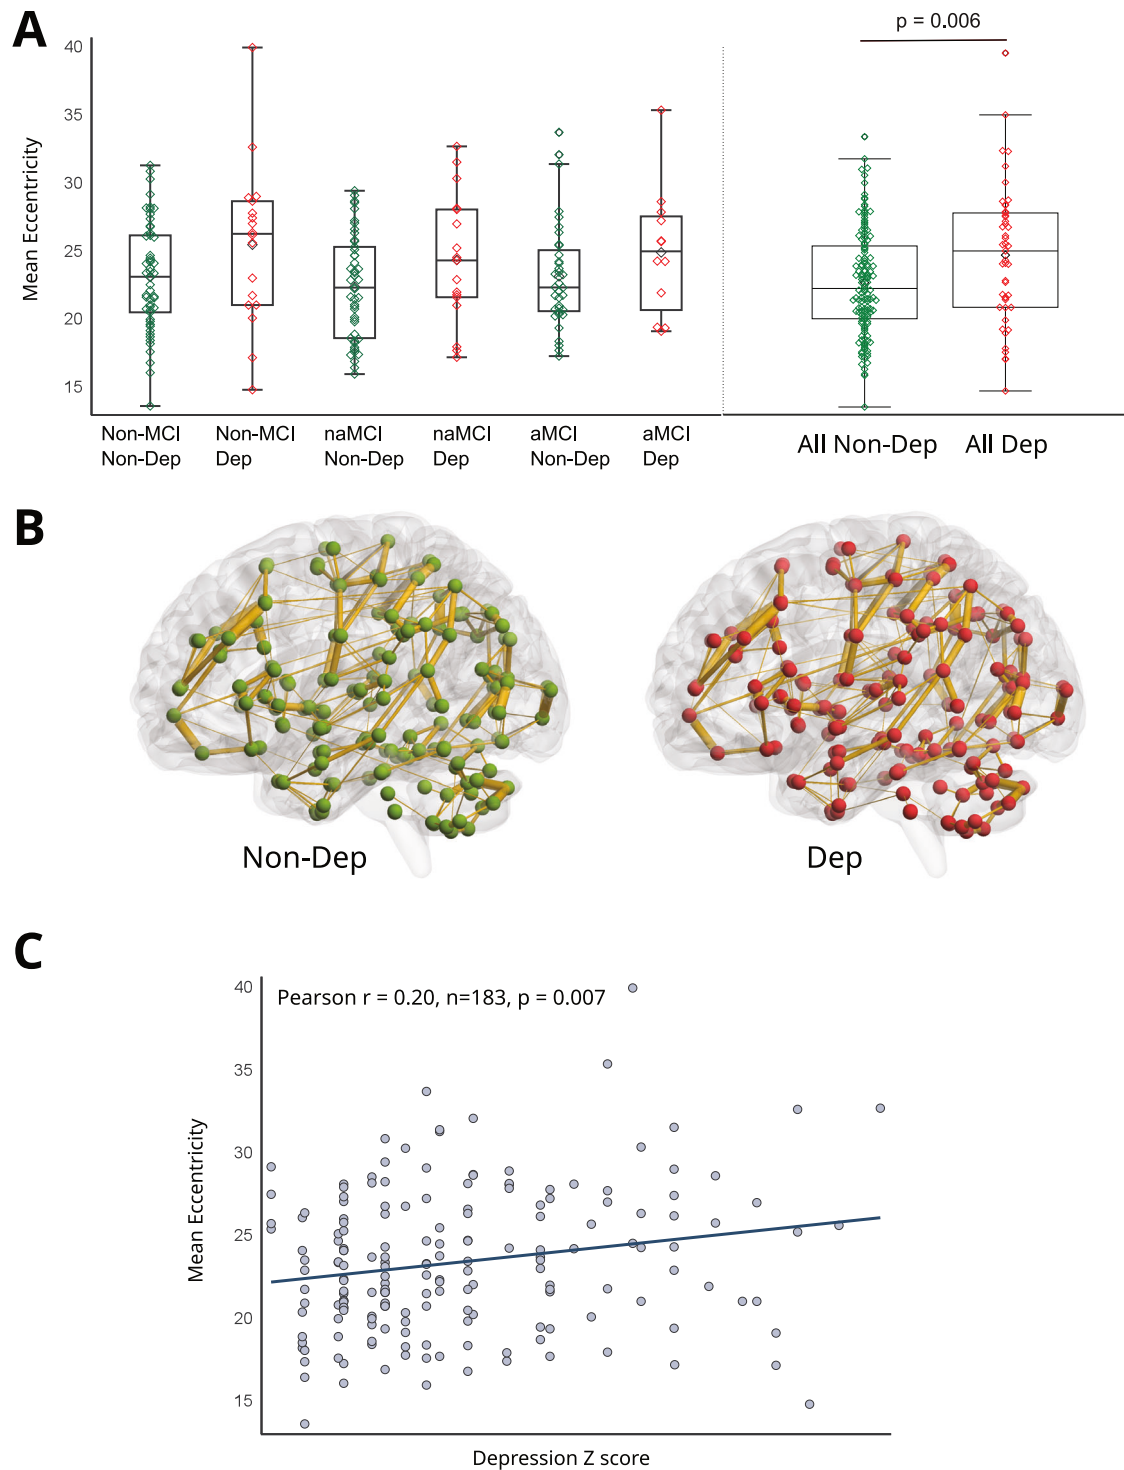 A
p = 0.006
40
35
30
25
20
15
Mean Eccentricity
Non-MCI
Non-Dep
Non-MCI
Dep
naMCI
Non-Dep
naMCI
Dep
aMCI
Non-Dep
aMCI
Dep
All Non-Dep
All Dep
B
Non-Dep
Dep
C
Pearson r = 0.20, n=183, p = 0.007
40
35
30
25
20
15
Mean Eccentricity
Depression Z score